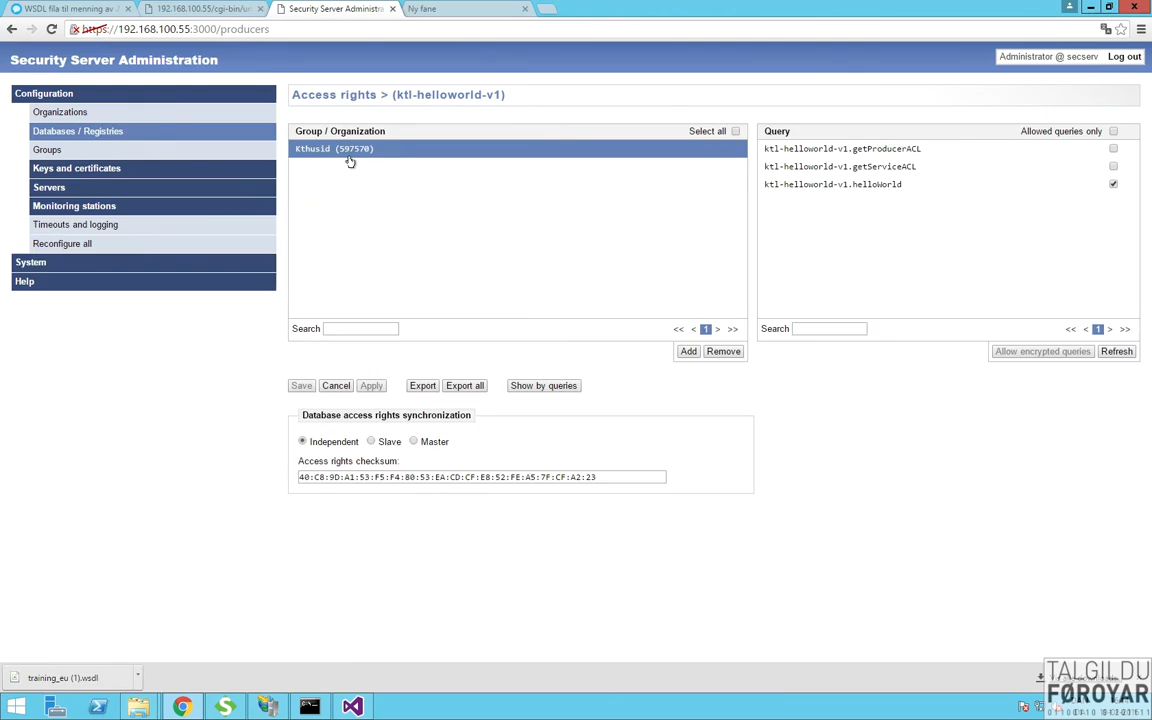 WSDL fila til menning av
192.168.100.55/cgi-bin/ur
Security Server Administra
Ny fane
https://192.168.100.55:3000/producers
Security Server Administration
Administrator @ secserv
Log out
Configuration
Organizations
Databases / Registries
Groups
Keys and certificates
Servers
Monitoring stations
Timeouts and logging
Reconfigure all
System
Help
Access rights > (ktl-helloworld-v1)
Group / Organization
Select all
Kthusid (597570)
Search
<< < 1 > >>
Add
Remove
Query
Allowed queries only
ktl-helloworld-v1.getProducerACL
ktl-helloworld-v1.getServiceACL
ktl-helloworld-v1.helloWorld
Search
<< < 1 > >>
Allow encrypted queries
Refresh
Save
Cancel
Apply
Export
Export all
Show by queries
Database access rights synchronization
Independent
Slave
Master
Access rights checksum:
40:C8:9D:A1:53:F5:F4:80:53:EA:CD:CF:E8:52:FE:A5:7F:CF:A2:23
training_eu (1).wsdl
TALGILDU
FØROYAR